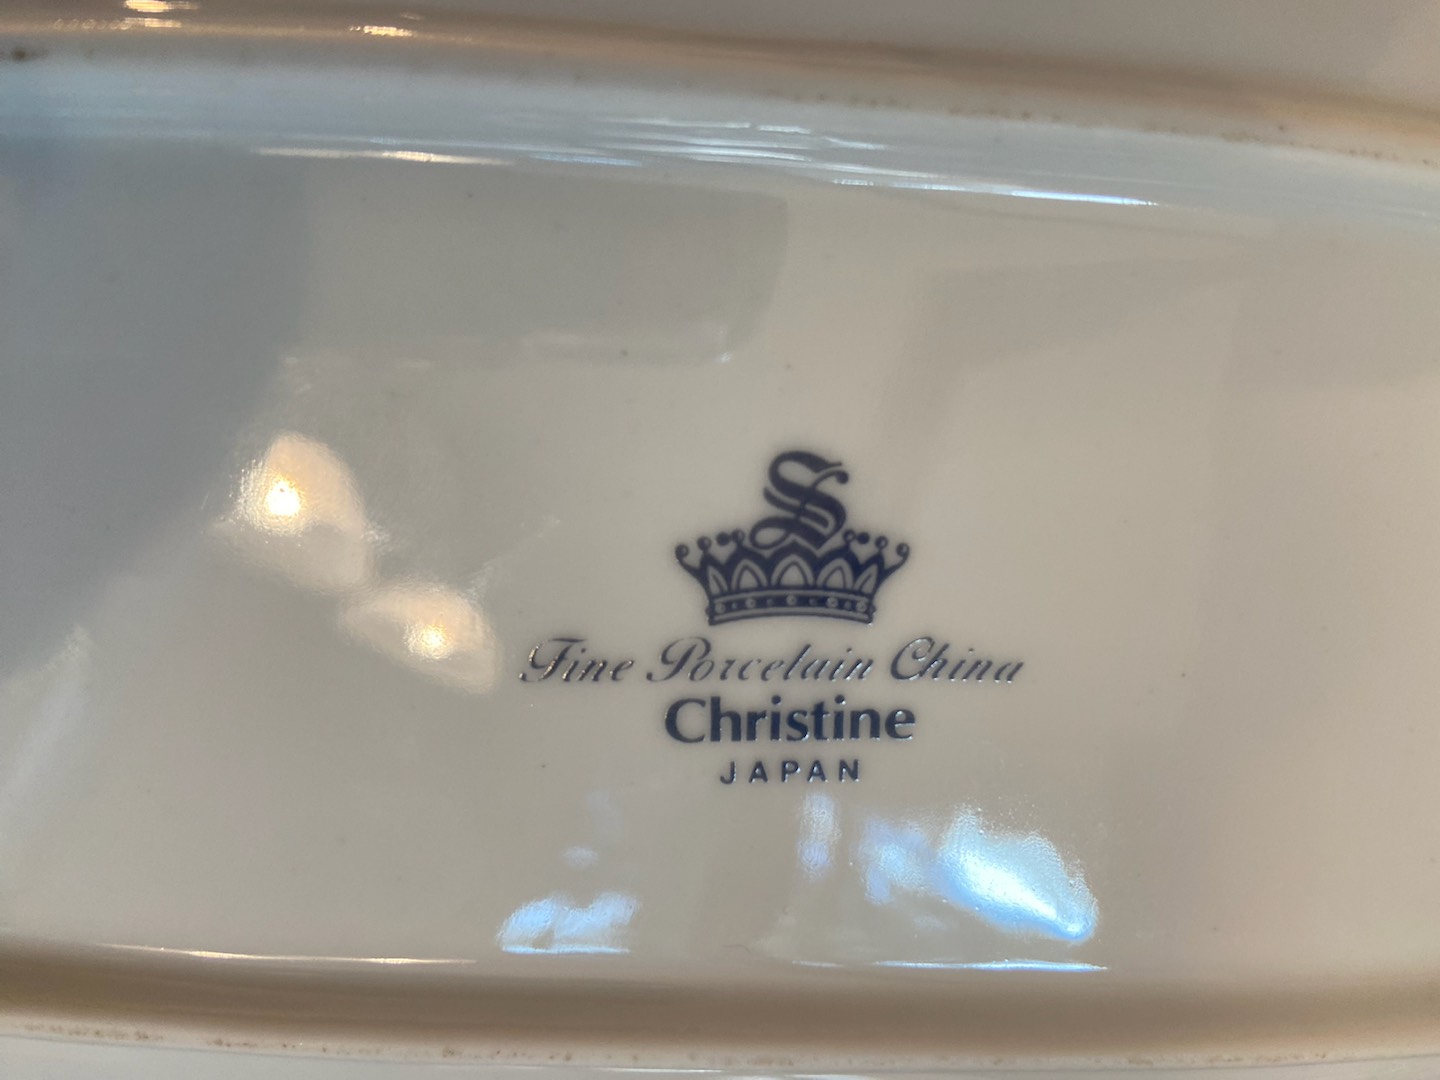 S
Fine Porcelain China
Christine
JAPAN